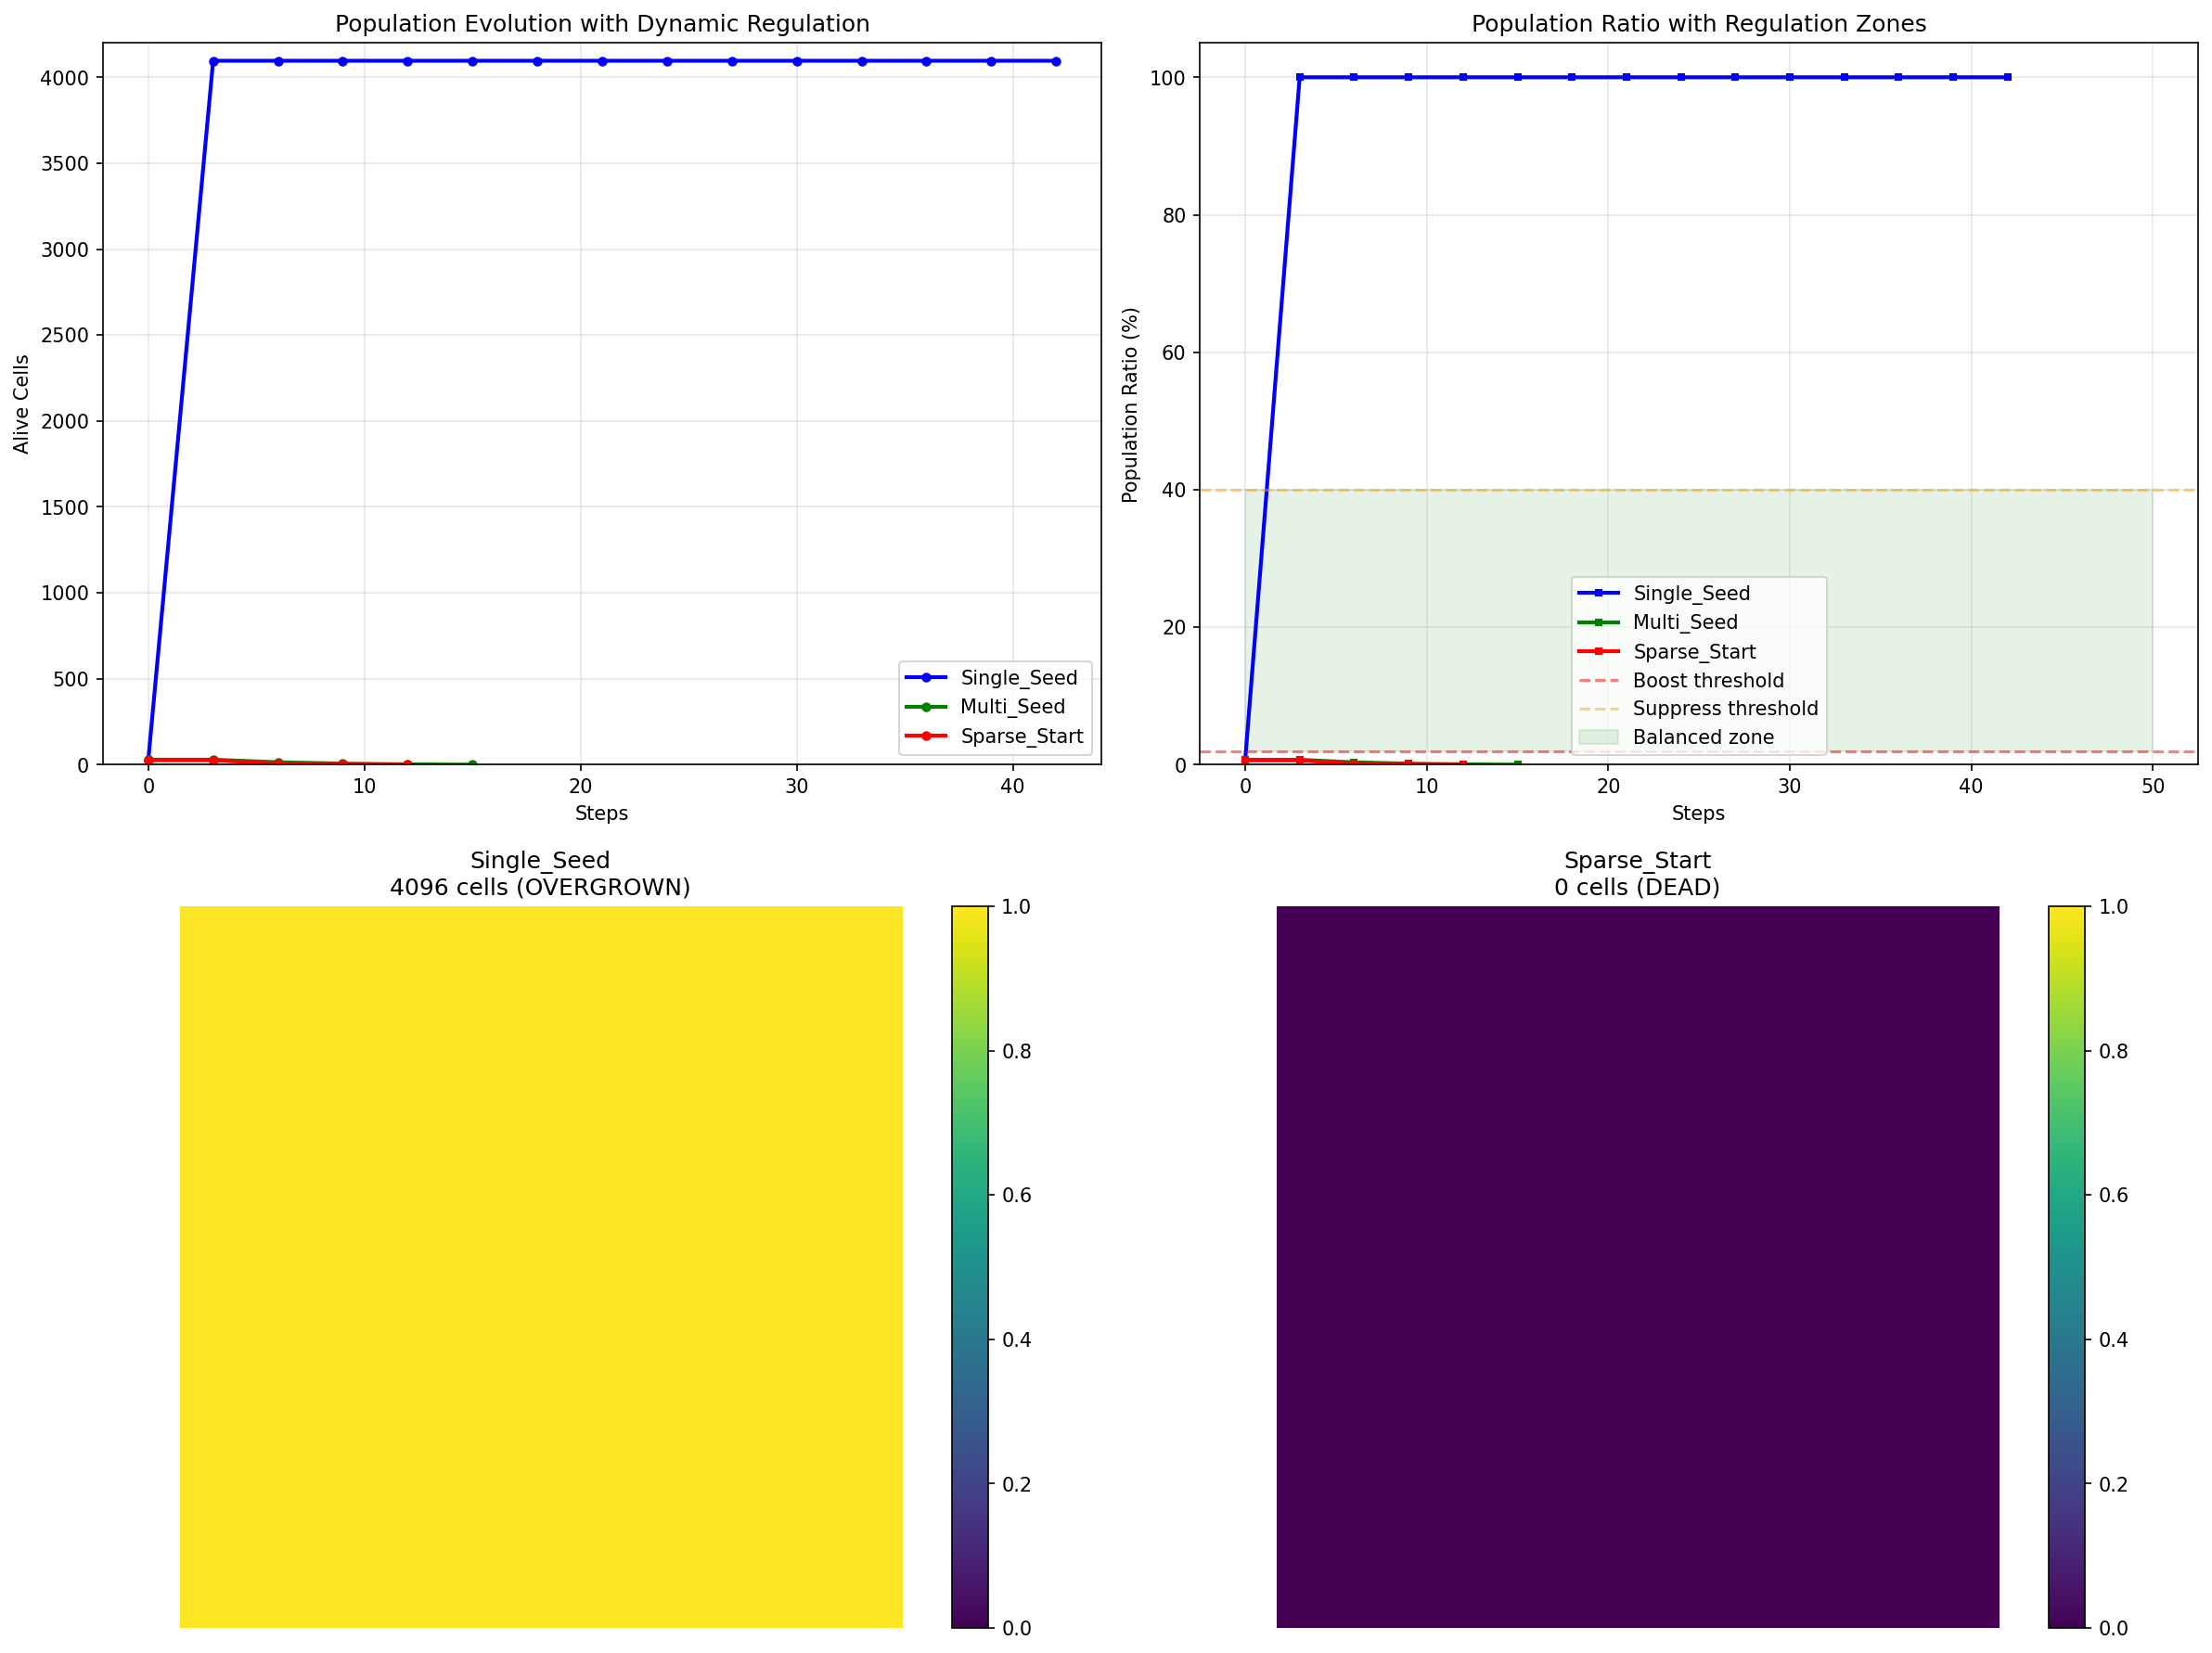 Population Evolution with Dynamic Regulation
4000
3500
3000
2500
2000
1500
1000
500
0
Alive Cells
0 10 20 30 40
Steps
Single_Seed
Multi_Seed
Sparse_Start
Population Ratio with Regulation Zones
100
80
60
40
20
0
Population Ratio (%)
0 10 20 30 40 50
Steps
Single_Seed
Multi_Seed
Sparse_Start
Boost threshold
Suppress threshold
Balanced zone
Single_Seed
4096 cells (OVERGROWN)
1.0
0.8
0.6
0.4
0.2
0.0
Sparse_Start
0 cells (DEAD)
1.0
0.8
0.6
0.4
0.2
0.0